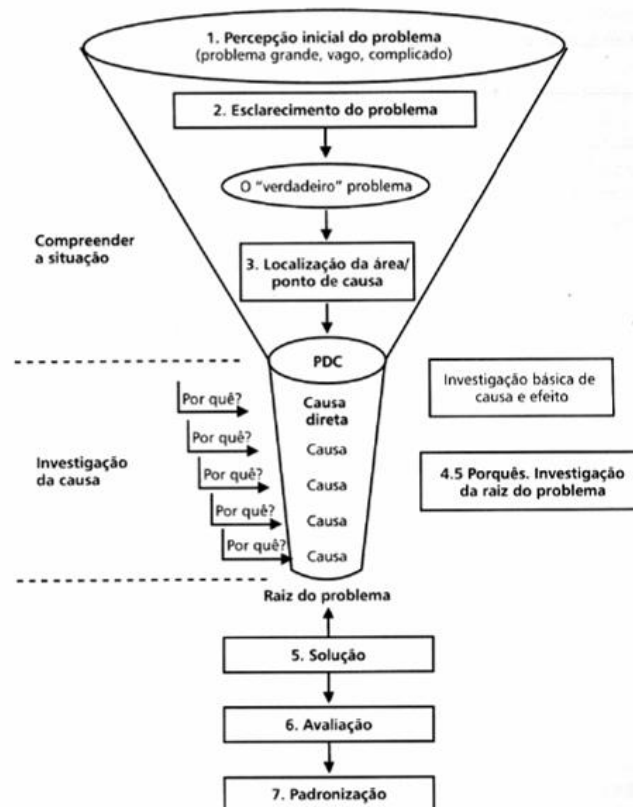 1. Percepção inicial do problema
(problema grande, vago, complicado)
2. Esclarecimento do problema
O "verdadeiro" problema
Compreender
a situação
3. Localização da área/
ponto de causa
PDC
Investigação básica de
causa e efeito
Por quê?
Causa
direta
Por quê?
Causa
Investigação
da causa
Por quê?
Causa
4.5 Porquês. Investigação
da raiz do problema
Por quê?
Causa
Por quê?
Causa
Raiz do problema
5. Solução
6. Avaliação
7. Padronização